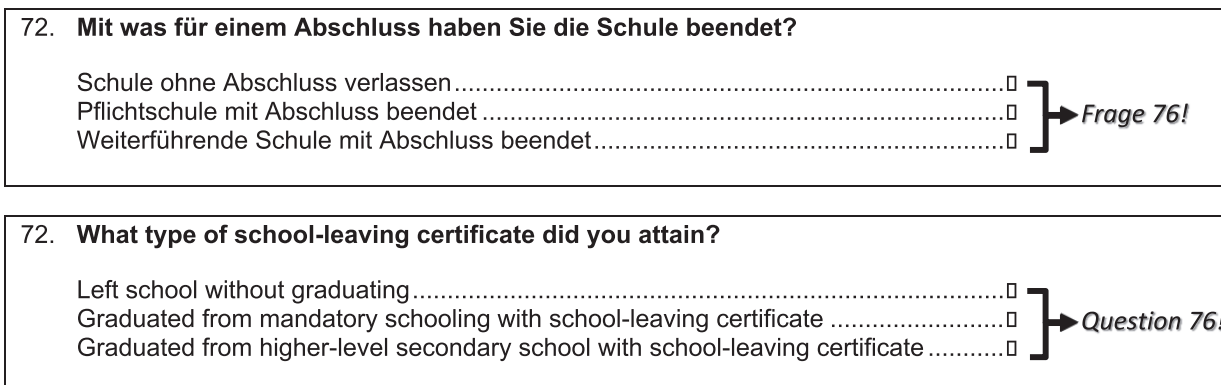 72. Mit was für einem Abschluss haben Sie die Schule beendet?
Schule ohne Abschluss verlassen................................................................................▯
Pflichtschule mit Abschluss beendet ...........................................................................▯ Frage 76!
Weiterführende Schule mit Abschluss beendet...........................................................▯
72. What type of school-leaving certificate did you attain?
Left school without graduating.....................................................................................▯
Graduated from mandatory schooling with school-leaving certificate .........................▯ Question 76!
Graduated from higher-level secondary school with school-leaving certificate...........▯